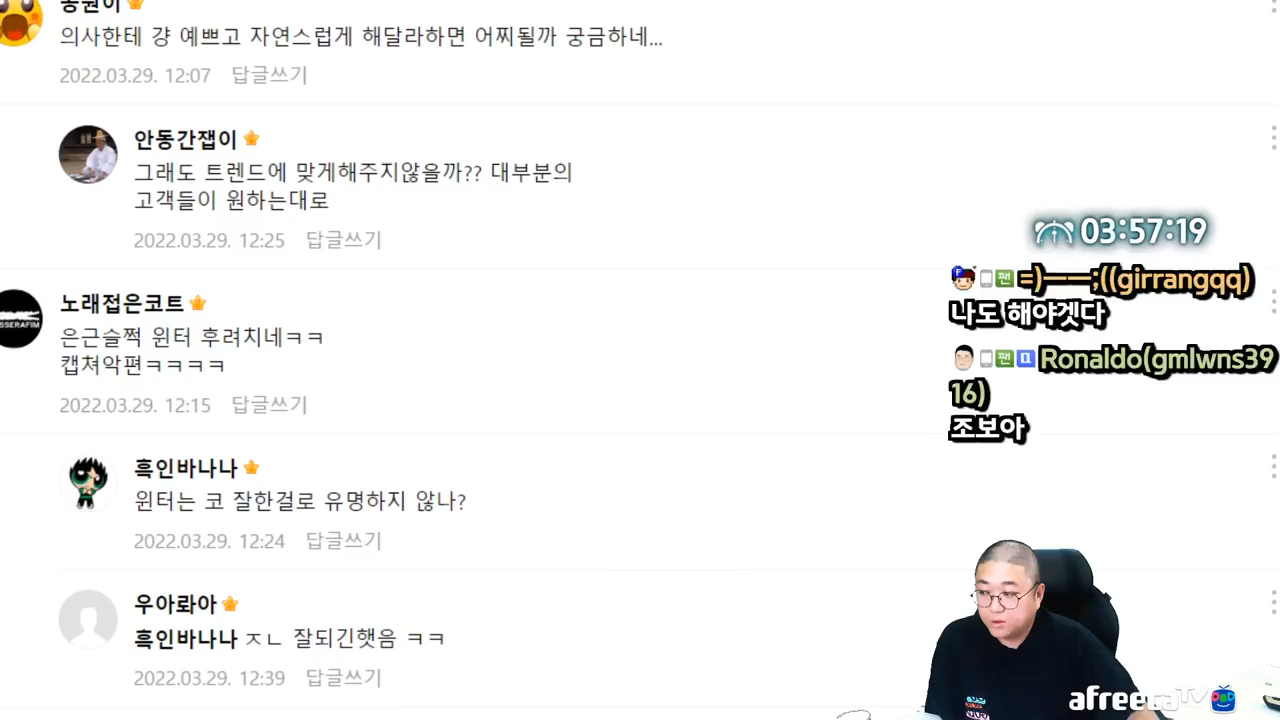 동원이
의사한테 걍 예쁘고 자연스럽게 해달라하면 어찌될까 궁금하네...
2022.03.29. 12:07 답글쓰기
안동간잽이
그래도 트렌드에 맞게해주지않을까?? 대부분의
고객들이 원하는대로
2022.03.29. 12:25 답글쓰기
노래접은코트
은근슬쩍 윈터 후려치네ㅋㅋ
캡쳐악편ㅋㅋㅋㅋ
2022.03.29. 12:15 답글쓰기
SSERAFIM
흑인바나나
윈터는 코 잘한걸로 유명하지 않나?
2022.03.29. 12:24 답글쓰기
우아롸아
흑인바나나 ㅈㄴ 잘되긴햇음 ㅋㅋ
2022.03.29. 12:39 답글쓰기
03:57:19
팬 =)ㅡㅡ;((girrangqq)
나도 해야겟다
팬 Ronaldo(gmlwns39
16)
조보아
afreecaTV